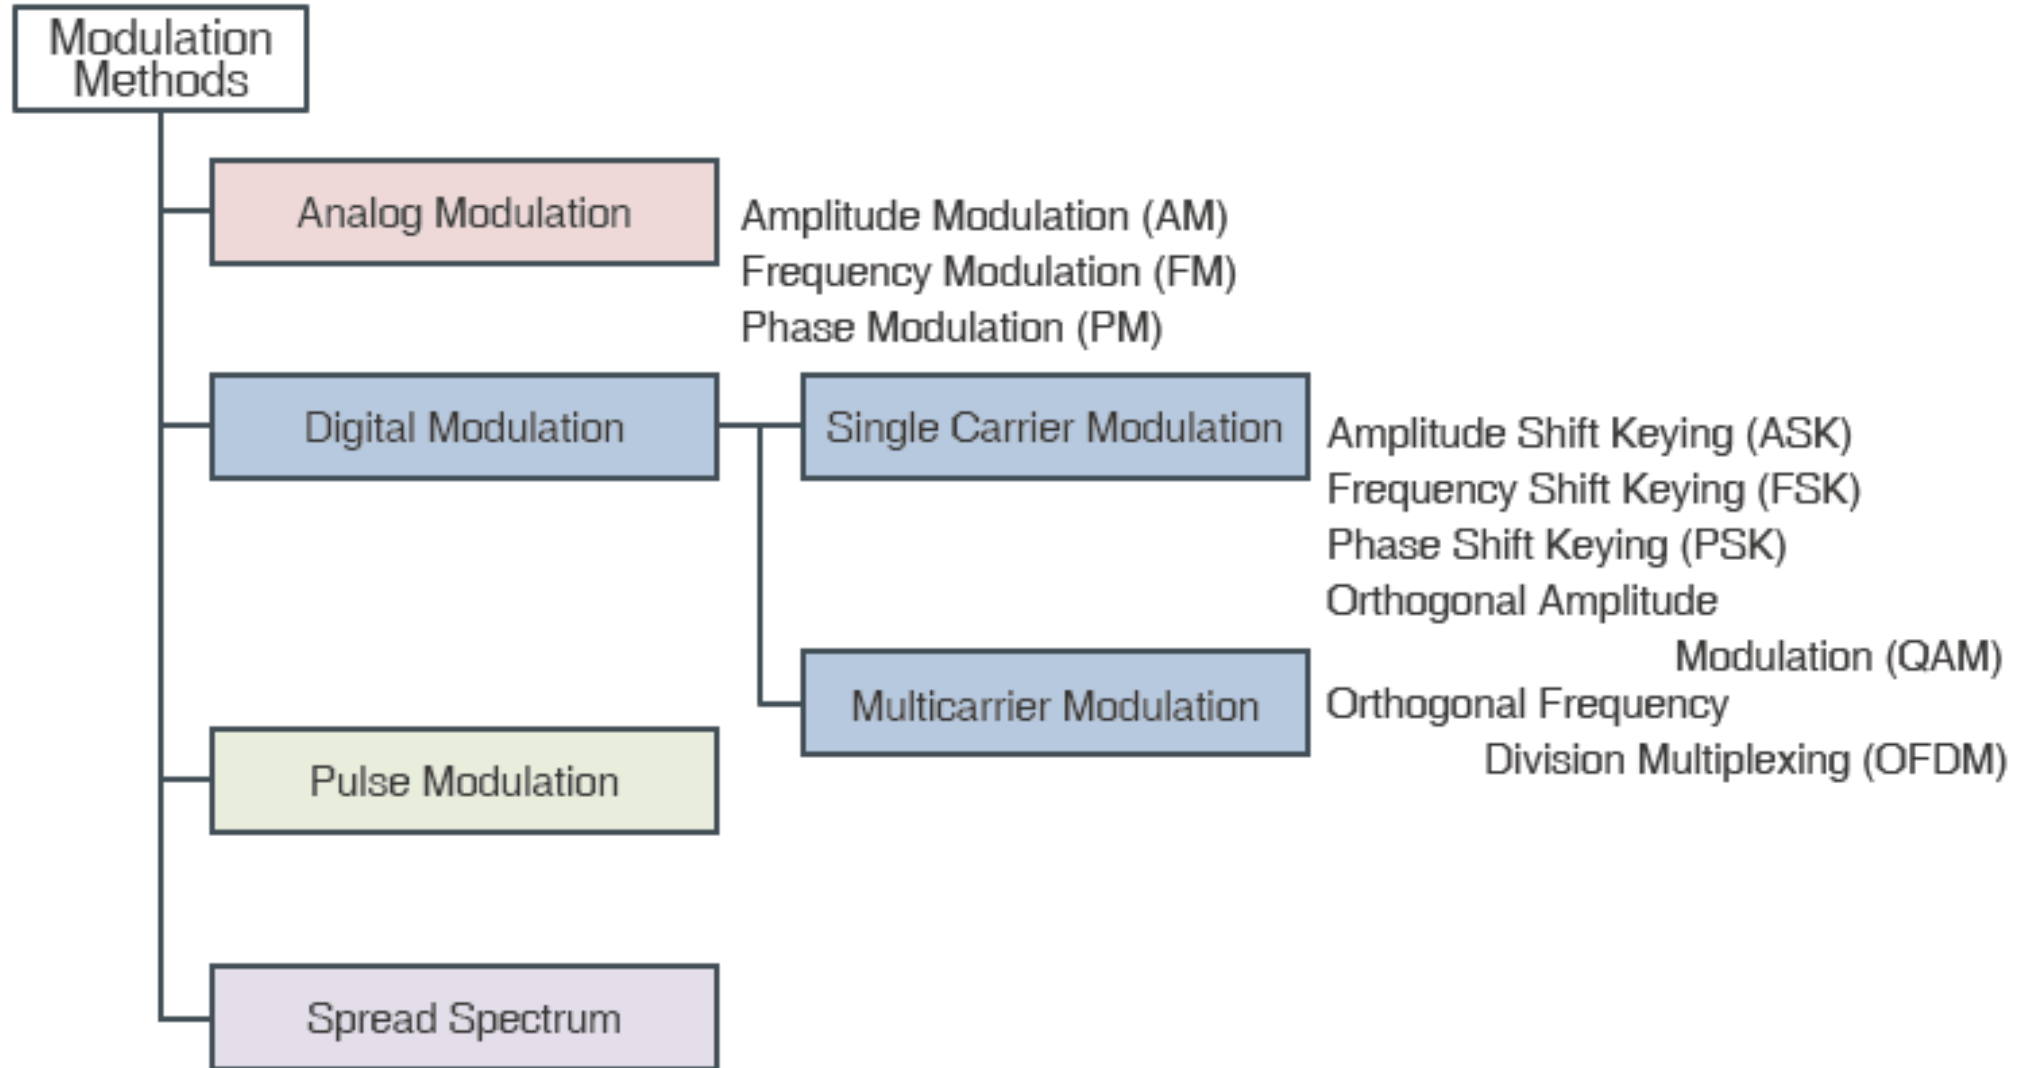 Modulation
Methods
Analog Modulation
Amplitude Modulation (AM)
Frequency Modulation (FM)
Phase Modulation (PM)
Digital Modulation
Single Carrier Modulation
Amplitude Shift Keying (ASK)
Frequency Shift Keying (FSK)
Phase Shift Keying (PSK)
Orthogonal Amplitude
Modulation (QAM)
Multicarrier Modulation
Orthogonal Frequency
Division Multiplexing (OFDM)
Pulse Modulation
Spread Spectrum